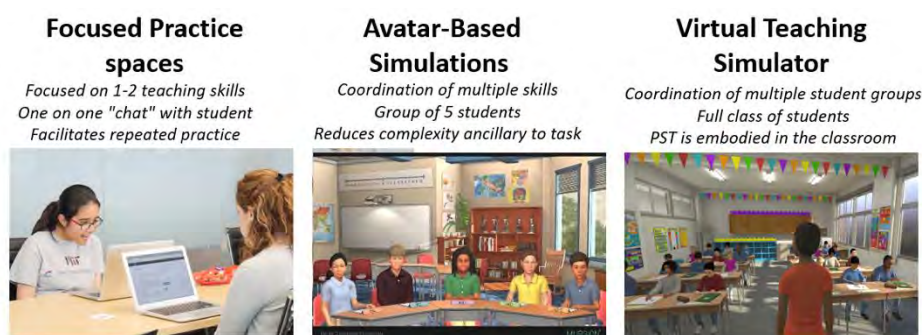 Focused Practice
spaces
Focused on 1-2 teaching skills
One on one "chat" with student
Facilitates repeated practice
Avatar-Based
Simulations
Coordination of multiple skills
Group of 5 students
Reduces complexity ancillary to task
Virtual Teaching
Simulator
Coordination of multiple student groups
Full class of students
PST is embodied in the classroom